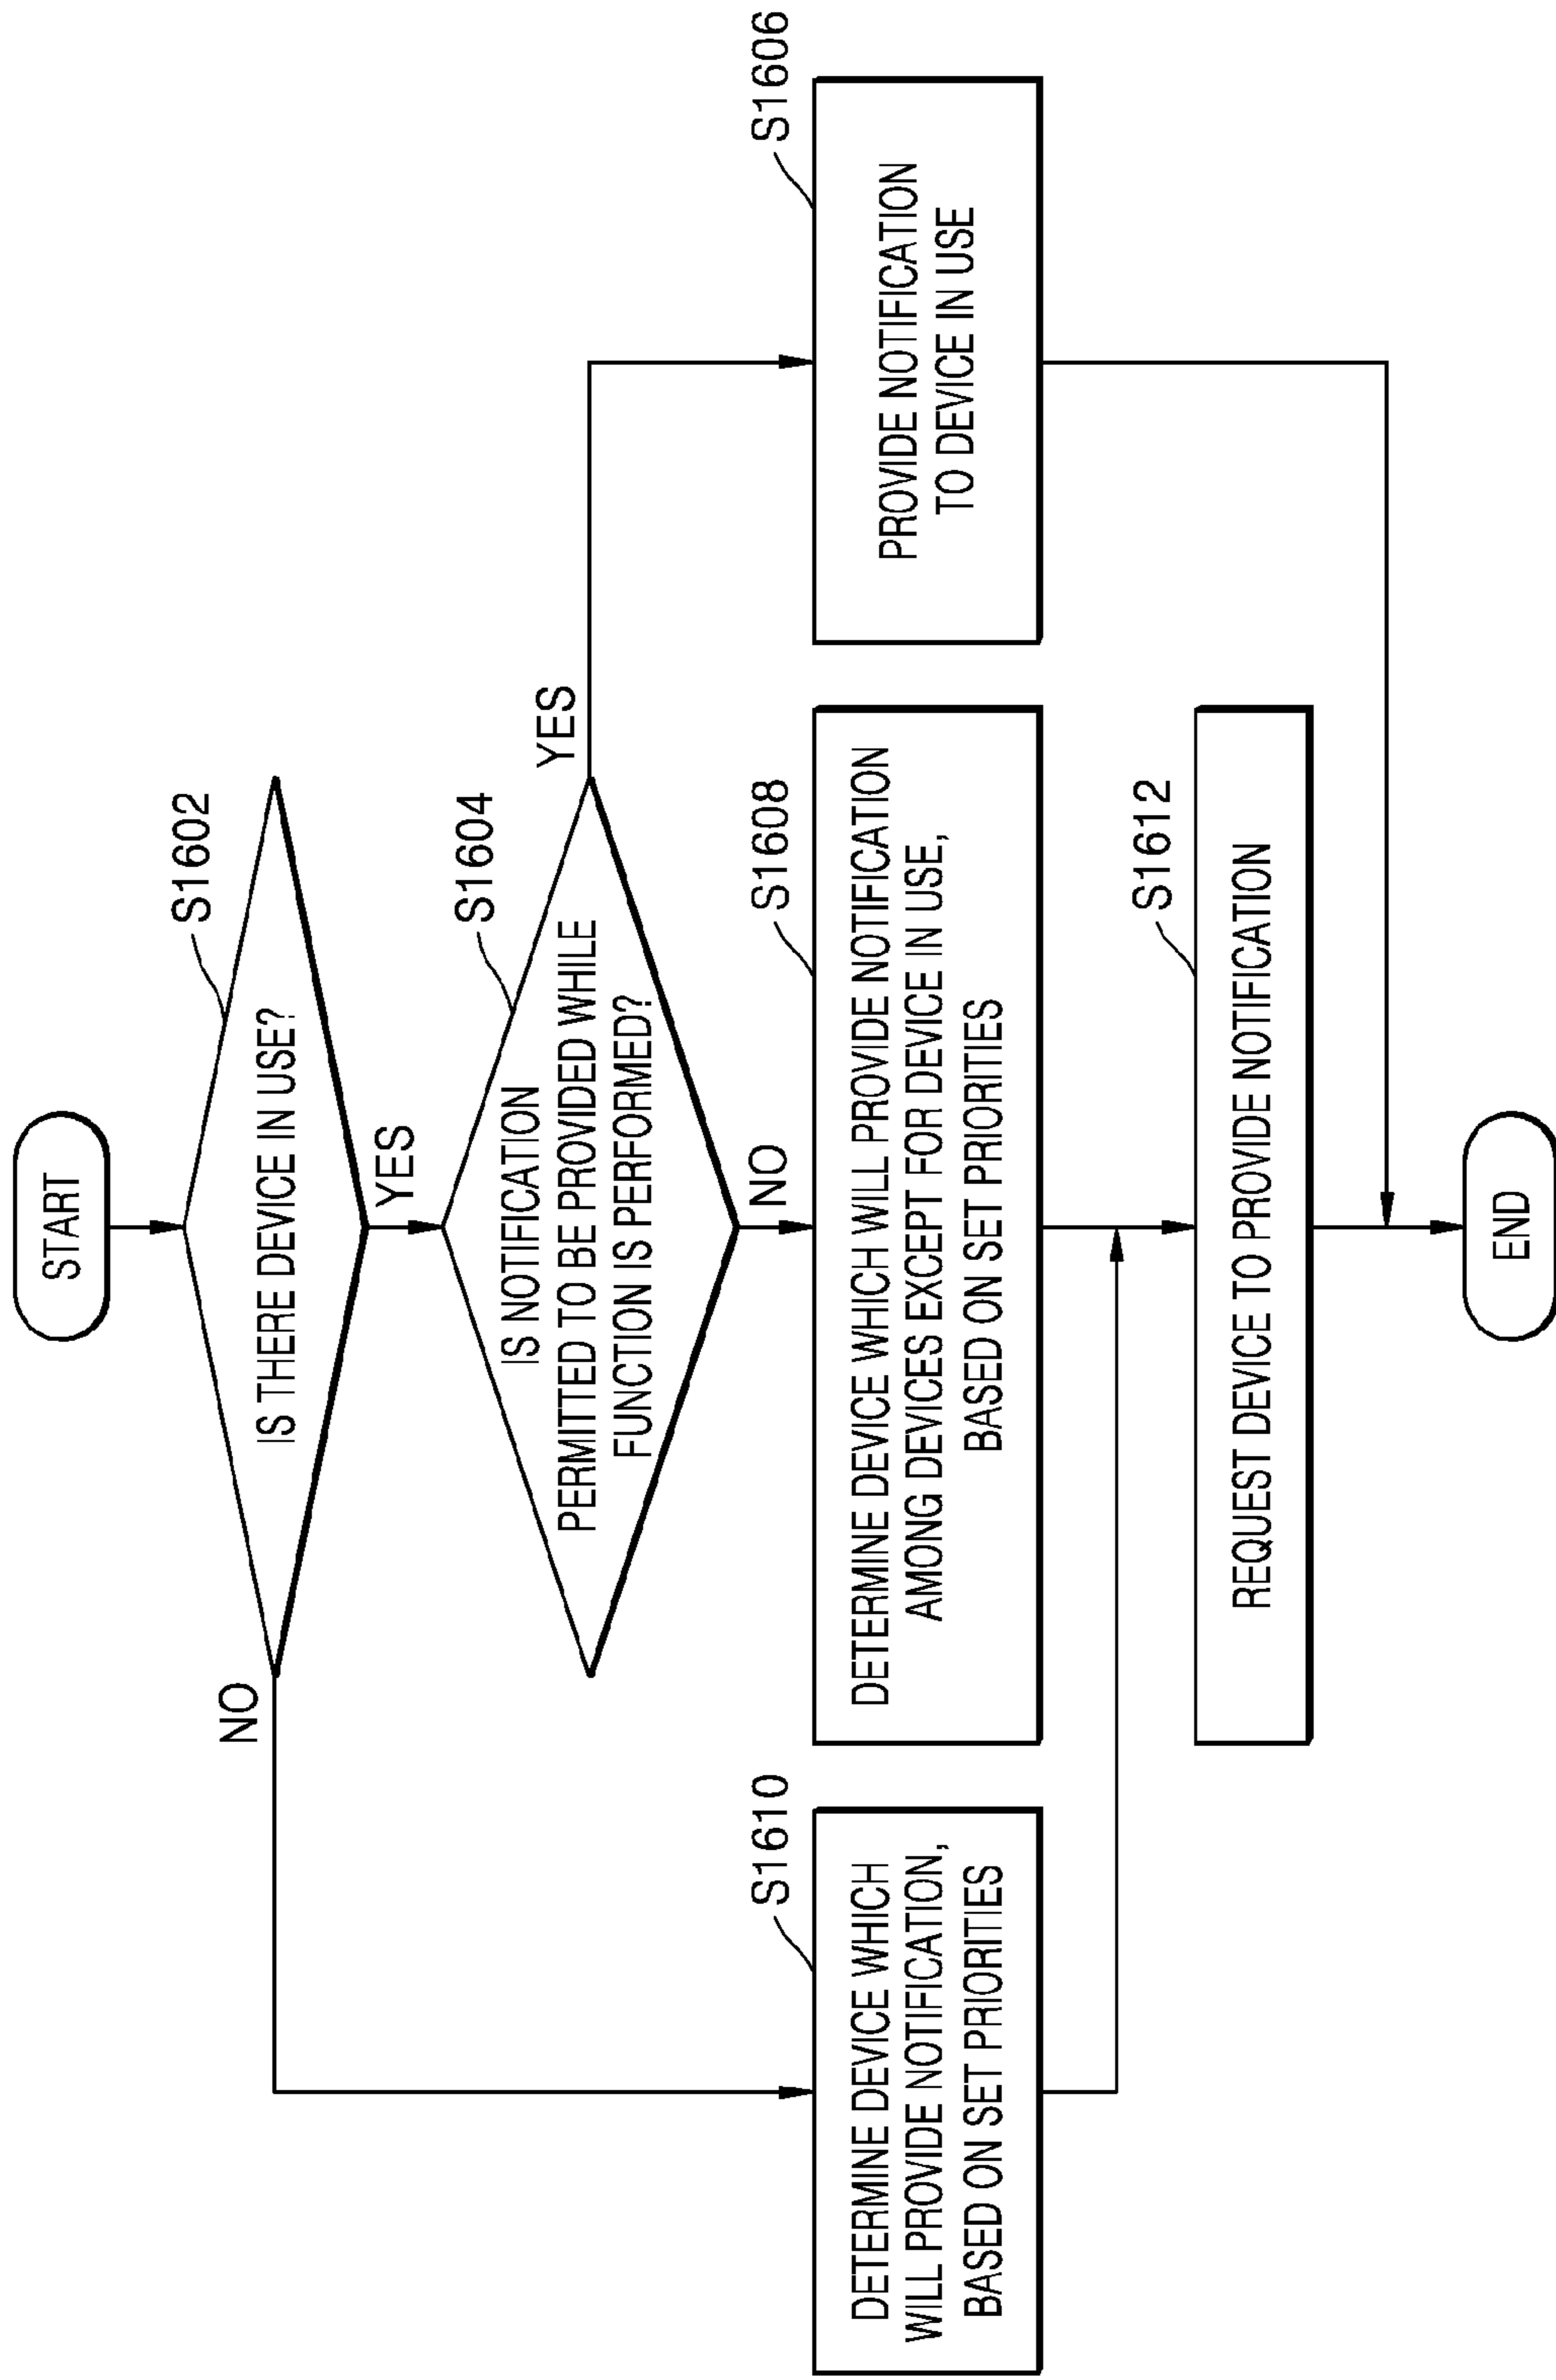 START
S1602
IS THERE DEVICE IN USE?
NO
YES
S1604
IS NOTIFICATION
PERMITTED TO BE PROVIDED WHILE
FUNCTION IS PERFORMED?
YES
NO
S1610
DETERMINE DEVICE WHICH
WILL PROVIDE NOTIFICATION,
BASED ON SET PRIORITIES
S1608
DETERMINE DEVICE WHICH WILL PROVIDE NOTIFICATION
AMONG DEVICES EXCEPT FOR DEVICE IN USE,
BASED ON SET PRIORITIES
S1606
PROVIDE NOTIFICATION
TO DEVICE IN USE
S1612
REQUEST DEVICE TO PROVIDE NOTIFICATION
END